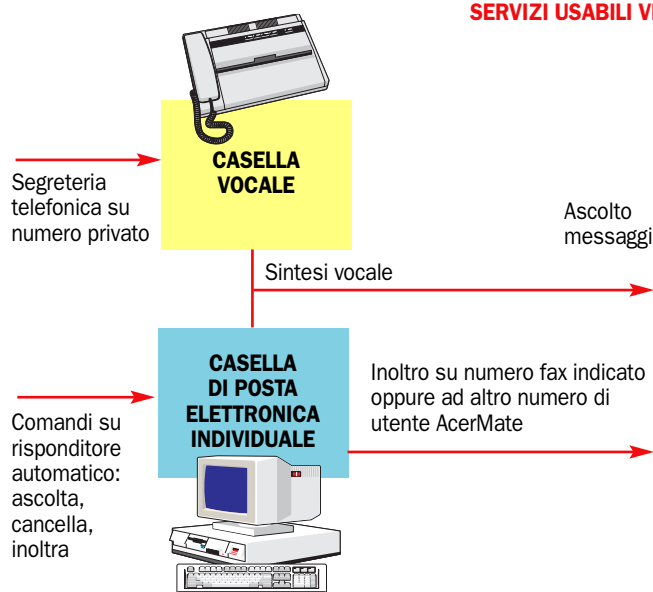 SERVIZI USABILI
CASELLA
VOCALE
Segreteria
telefonica su
numero privato
Ascolto
messaggi
Sintesi vocale
CASELLA
DI POSTA
ELETTRONICA
INDIVIDUALE
Inoltro su numero fax indicato
oppure ad altro numero di
utente AcerMate
Comandi su
risponditore
automatico:
ascolta,
cancella,
inoltra